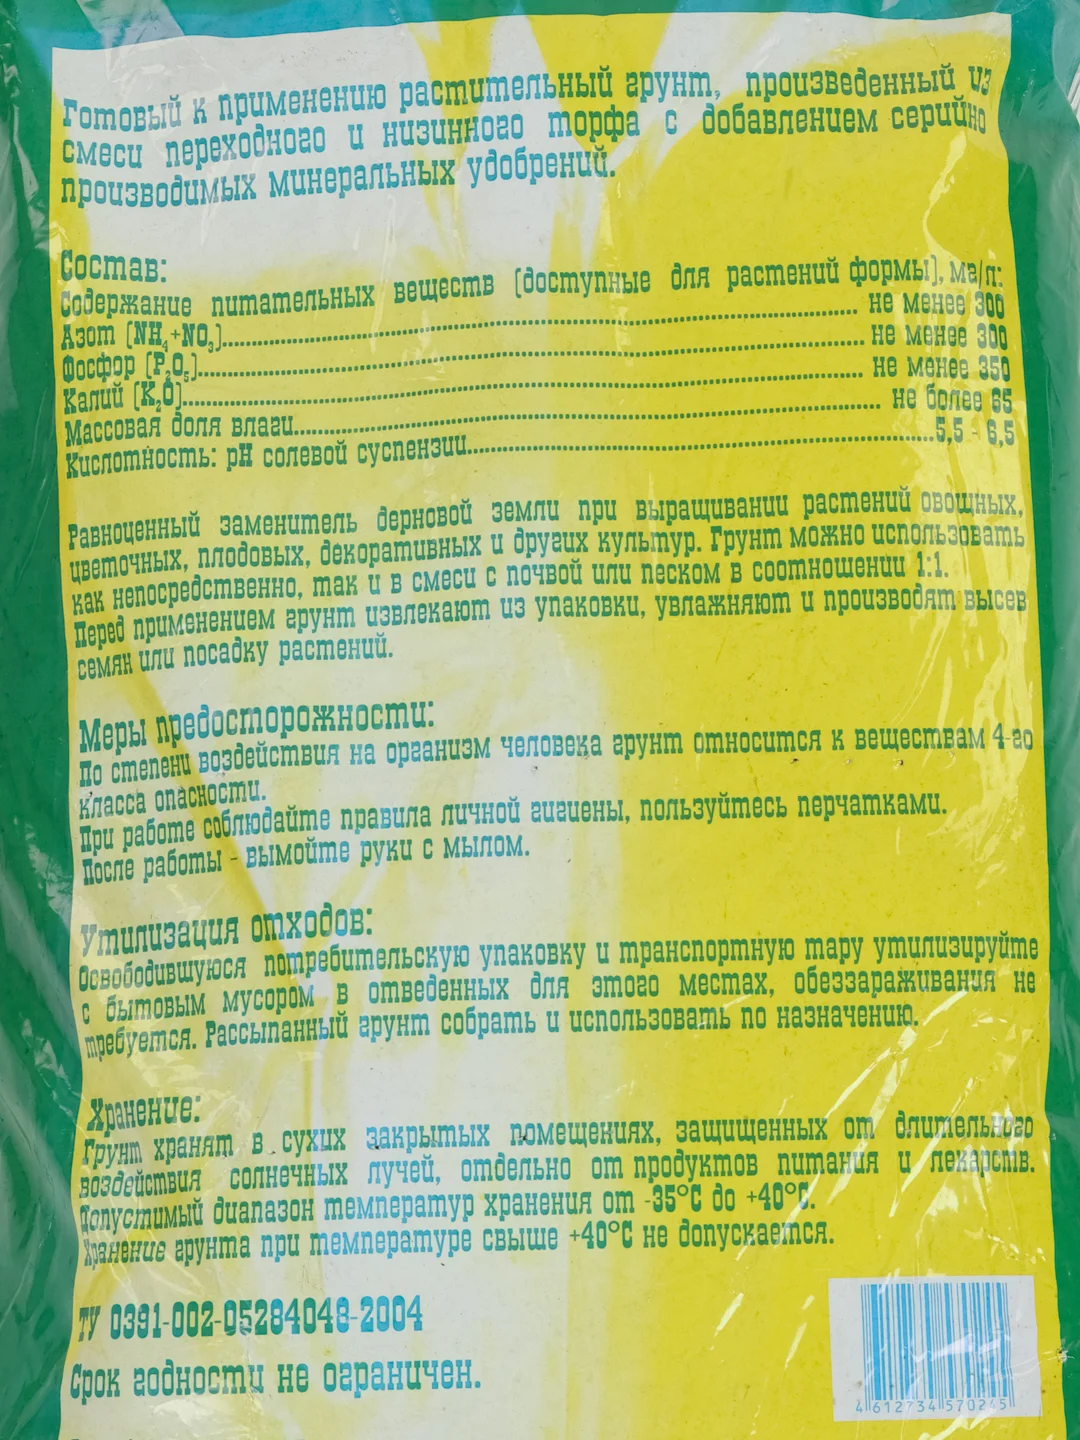 Готовый к применению растительный грунт, произведенный из
смеси переходного и низинного торфа с добавлением серийно
производимых минеральных удобрений.
Состав:
Содержание питательных веществ (доступные для растений формы), мг/л:
Азот (NH₄+NO₃)........ не менее 300
Фосфор (P₂O₅)........ не менее 300
Калий (K₂O)........ не менее 350
Массовая доля влаги........ не более 65
Кислотность: pH солевой суспензии........5,5 - 6,5
Равноценный заменитель дерновой земли при выращивании растений овощных,
цветочных, плодовых, декоративных и других культур. Грунт можно использовать
как непосредственно, так и в смеси с почвой или песком в соотношении 1:1.
Перед применением грунт извлекают из упаковки, увлажняют и производят высев
семян или посадку растений.
Меры предосторожности:
По степени воздействия на организм человека грунт относится к веществам 4-го
класса опасности.
При работе соблюдайте правила личной гигиены, пользуйтесь перчатками.
После работы - вымойте руки с мылом.
Утилизация отходов:
Освободившуюся потребительскую упаковку и транспортную тару утилизируйте
с бытовым мусором в отведенных для этого местах, обеззараживания не
требуется. Рассыпанный грунт собрать и использовать по назначению.
Хранение:
Грунт хранят в сухих закрытых помещениях, защищенных от длительного
воздействия солнечных лучей, отдельно от продуктов питания и лекарств.
Допустимый диапазон температур хранения от -35°С до +40°С.
Хранение грунта при температуре свыше +40°С не допускается.
ТУ 0391-002-05284048-2004
Срок годности не ограничен.
4 612734 570245